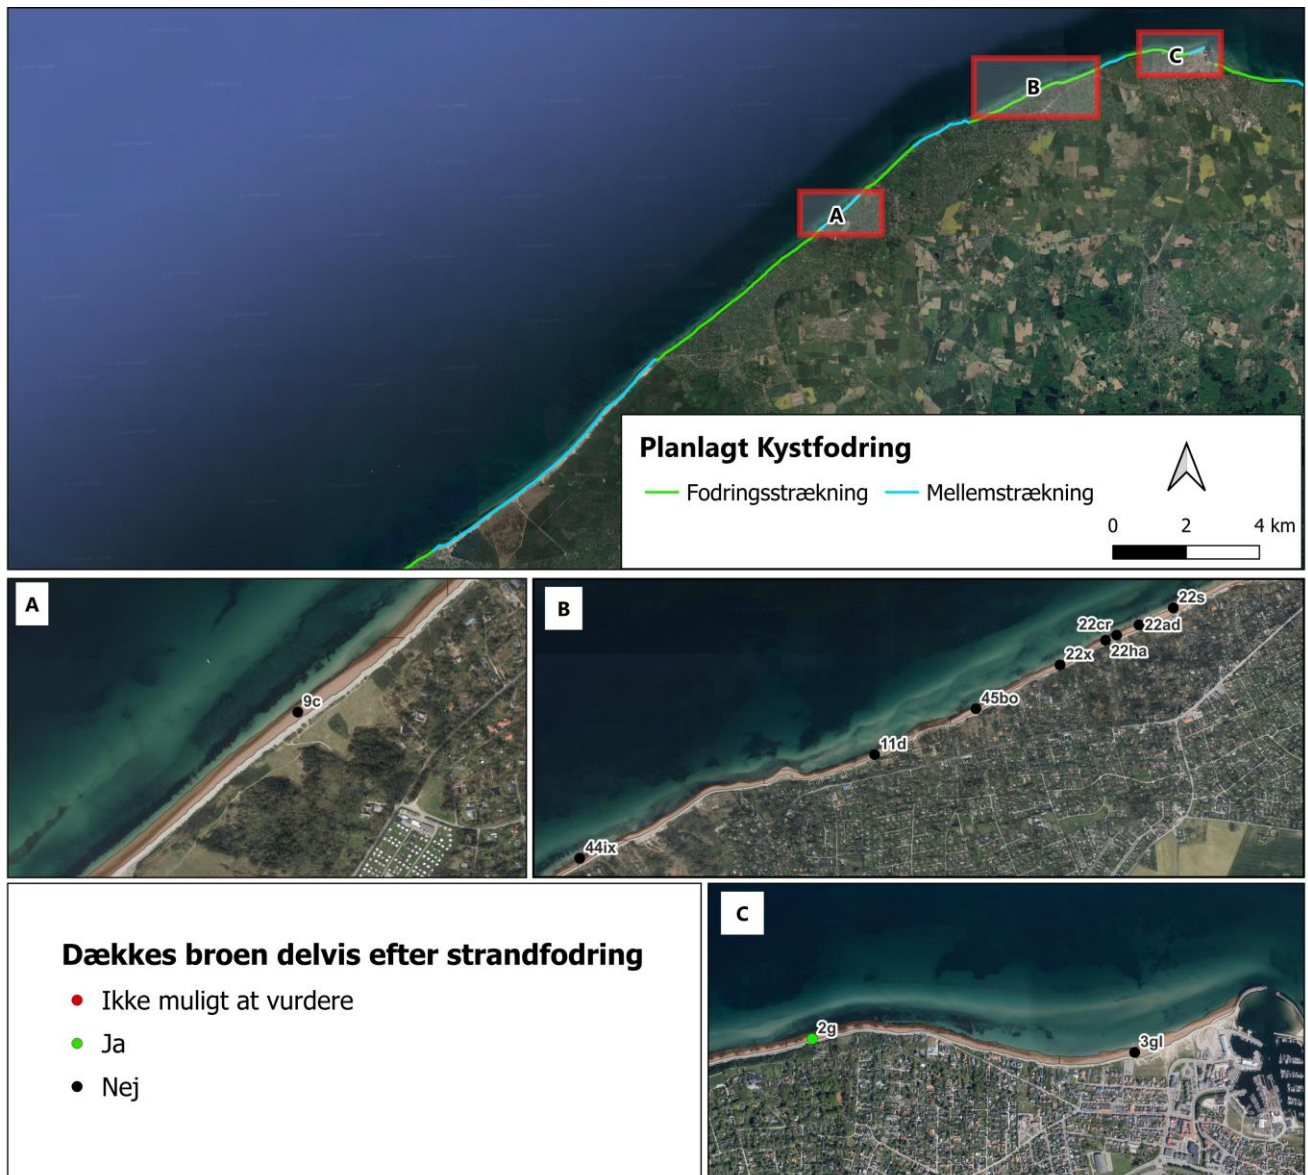 A
B
C
Planlagt Kystfodring
Fodringsstrækning
Mellemstrækning
0 2 4 km
A
9c
B
22s
22cr
22ad
22ha
22x
45bo
11d
44ix
Dækkes broen delvis efter strandfodring
Ikke muligt at vurdere
Ja
Nej
C
2g
3gl